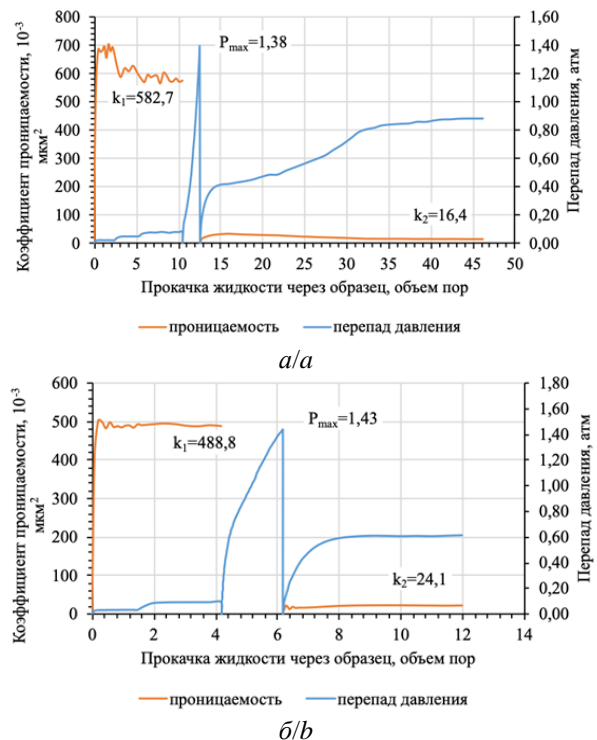 Коэффициент проницаемости, 10⁻³
мкм²
800
700
600
500
400
300
200
100
0
Pmax=1,38
k₁=582,7
k₂=16,4
1,60
1,40
1,20
1,00
0,80
0,60
0,40
0,20
0,00
Перепад давления, атм
0 5 10 15 20 25 30 35 40 45 50
Прокачка жидкости через образец, объем пор
проницаемость перепад давления
а/a
Коэффициент проницаемости, 10⁻³
мкм²
600
500
400
300
200
100
0
Pmax=1,43
k₁=488,8
k₂=24,1
1,80
1,60
1,40
1,20
1,00
0,80
0,60
0,40
0,20
0,00
Перепад давления, атм
0 2 4 6 8 10 12 14
Прокачка жидкости через образец, объем пор
проницаемость перепад давления
б/b